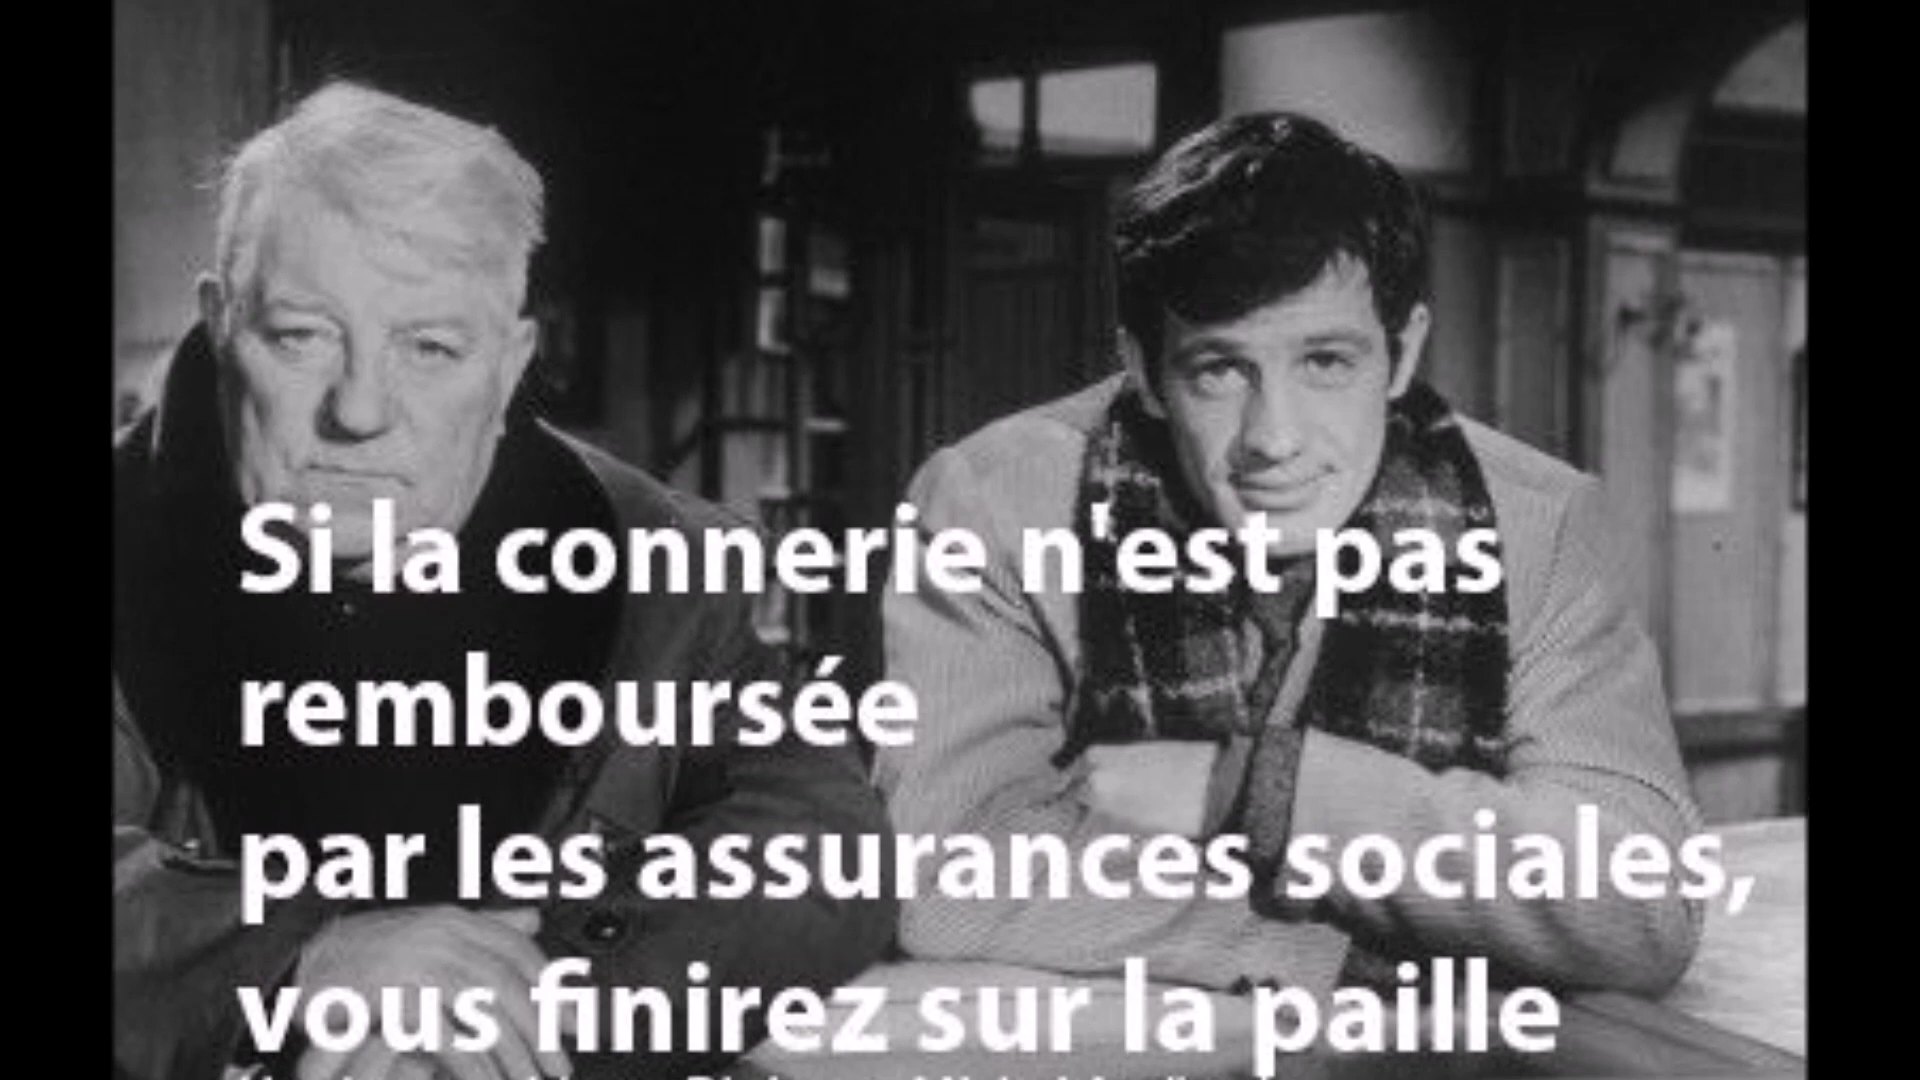 Si la connerie n'est pas
remboursée
par les assurances sociales,
vous finirez sur la paille